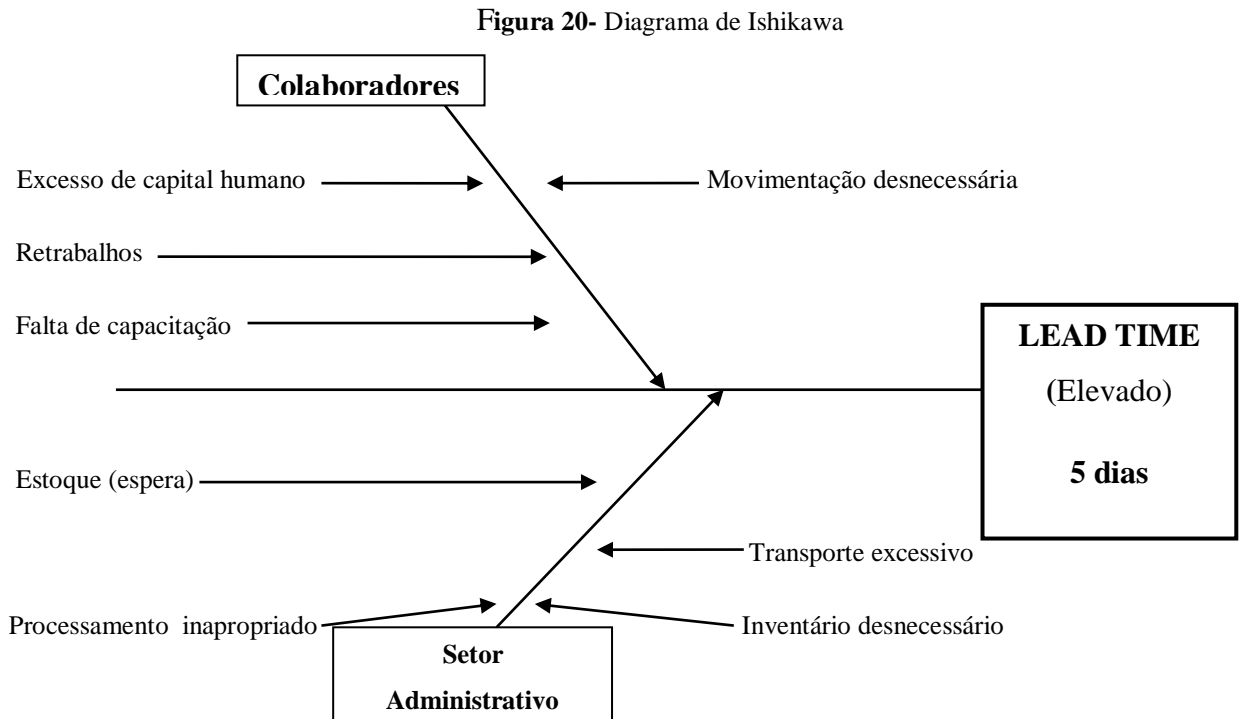 Figura 20- Diagrama de Ishikawa
Colaboradores
Excesso de capital humano
Movimentação desnecessária
Retrabalhos
Falta de capacitação
LEAD TIME
(Elevado)
5 dias
Estoque (espera)
Transporte excessivo
Processamento inapropriado
Inventário desnecessário
Setor
Administrativo